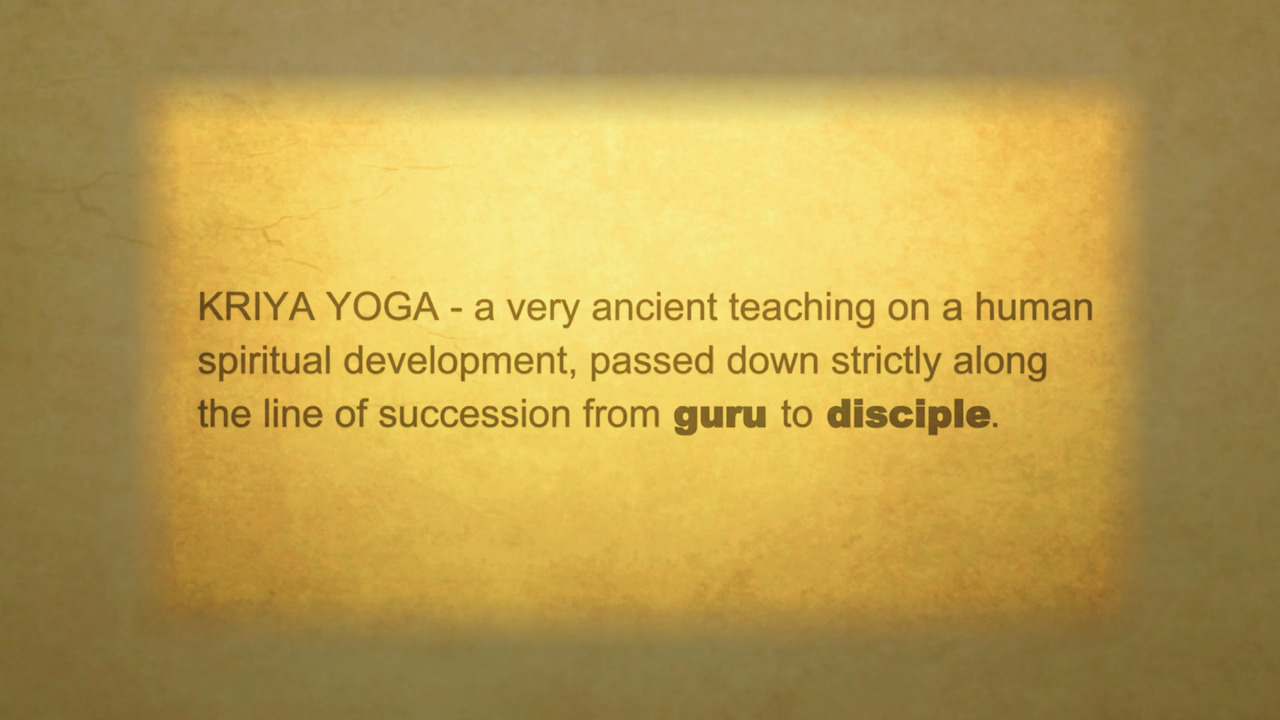 KRIYA YOGA - a very ancient teaching on a human
spiritual development, passed down strictly along
the line of succession from guru to disciple.